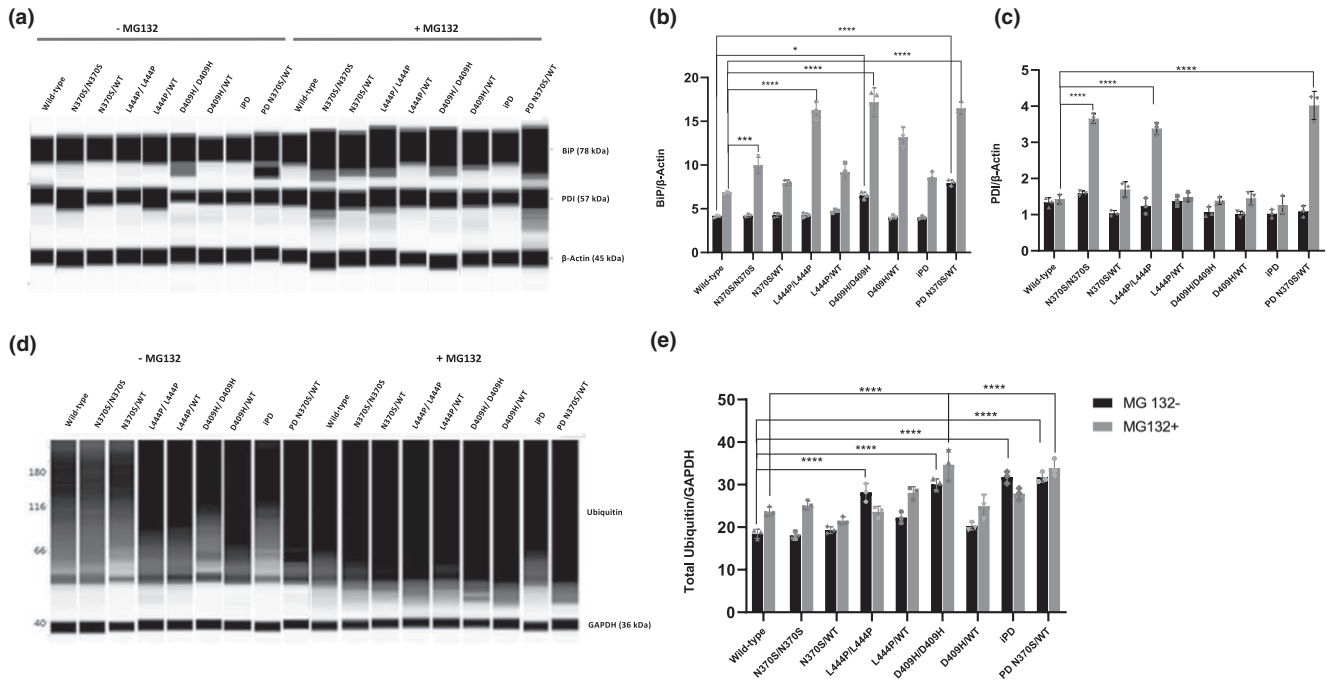 (a)
- MG132
+ MG132
Wild-type
N370S/N370S
N370S/WT
L444P/ L444P
L444P/WT
D409H/ D409H
D409H/WT
iPD
PD N370S/WT
Wild-type
N370S/N370S
N370S/WT
L444P/ L444P
L444P/WT
D409H/ D409H
D409H/WT
iPD
PD N370S/WT
BiP (78 kDa)
PDI (57 kDa)
β-Actin (45 kDa)
(b)
****
*
****
****
****
***
BiP/β-Actin
20
15
10
5
0
Wild-type
N370S/N370S
N370S/WT
L444P/L444P
L444P/WT
D409H/D409H
D409H/WT
iPD
PD N370S/WT
(c)
****
****
****
PDI/β-Actin
5
4
3
2
1
0
Wild-type
N370S/N370S
N370S/WT
L444P/L444P
L444P/WT
D409H/D409H
D409H/WT
iPD
PD N370S/WT
(d)
- MG132
+ MG132
Wild-type
N370S/N370S
N370S/WT
L444P/ L444P
L444P/WT
D409H/ D409H
D409H/WT
iPD
PD N370S/WT
Wild-type
N370S/N370S
N370S/WT
L444P/ L444P
L444P/WT
D409H/ D409H
D409H/WT
iPD
PD N370S/WT
180
116
66
40
Ubiquitin
GAPDH (36 kDa)
(e)
****
****
****
****
****
****
Total Ubiquitin/GAPDH
50
40
30
20
10
0
Wild-type
N370S/N370S
N370S/WT
L444P/L444P
L444P/WT
D409H/D409H
D409H/WT
iPD
PD N370S/WT
MG 132-
MG132+